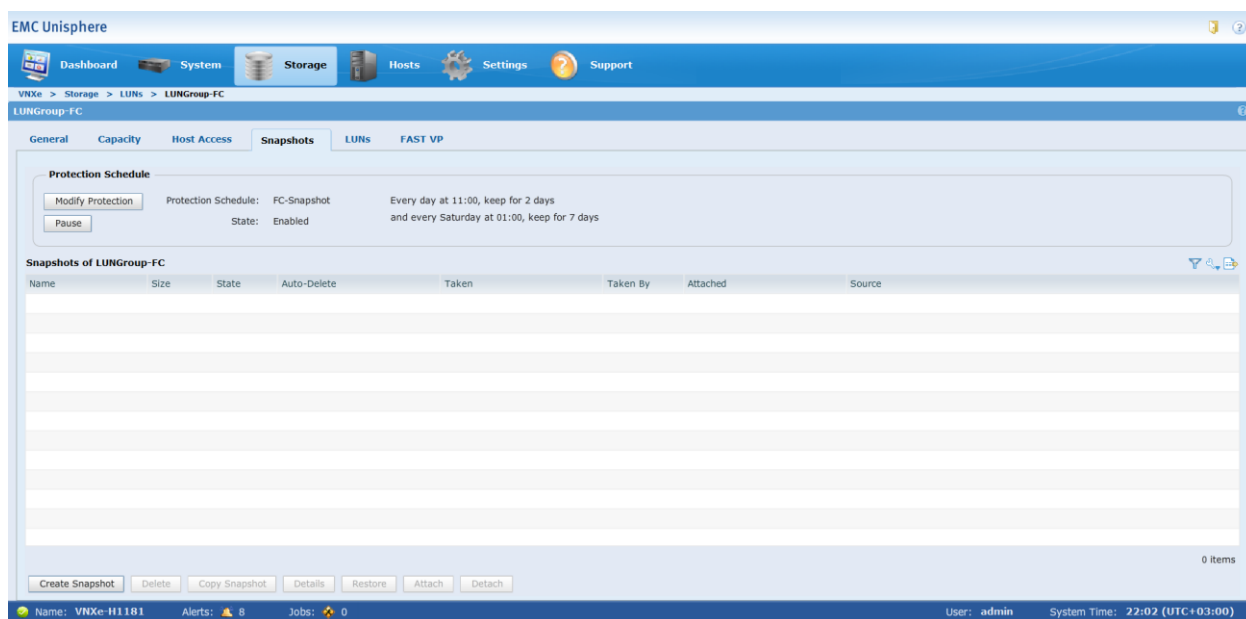 EMC Unisphere
Dashboard System Storage Hosts Settings Support
VNXe > Storage > LUNs > LUNGroup-FC
LUNGroup-FC
General Capacity Host Access Snapshots LUNs FAST VP
Protection Schedule
Modify Protection Protection Schedule: FC-Snapshot Every day at 11:00, keep for 2 days
Pause State: Enabled and every Saturday at 01:00, keep for 7 days
Snapshots of LUNGroup-FC
Name Size State Auto-Delete Taken Taken By Attached Source
0 items
Create Snapshot Delete Copy Snapshot Details Restore Attach Detach
Name: VNXe-H1181 Alerts: 8 Jobs: 0 User: admin System Time: 22:02 (UTC+03:00)